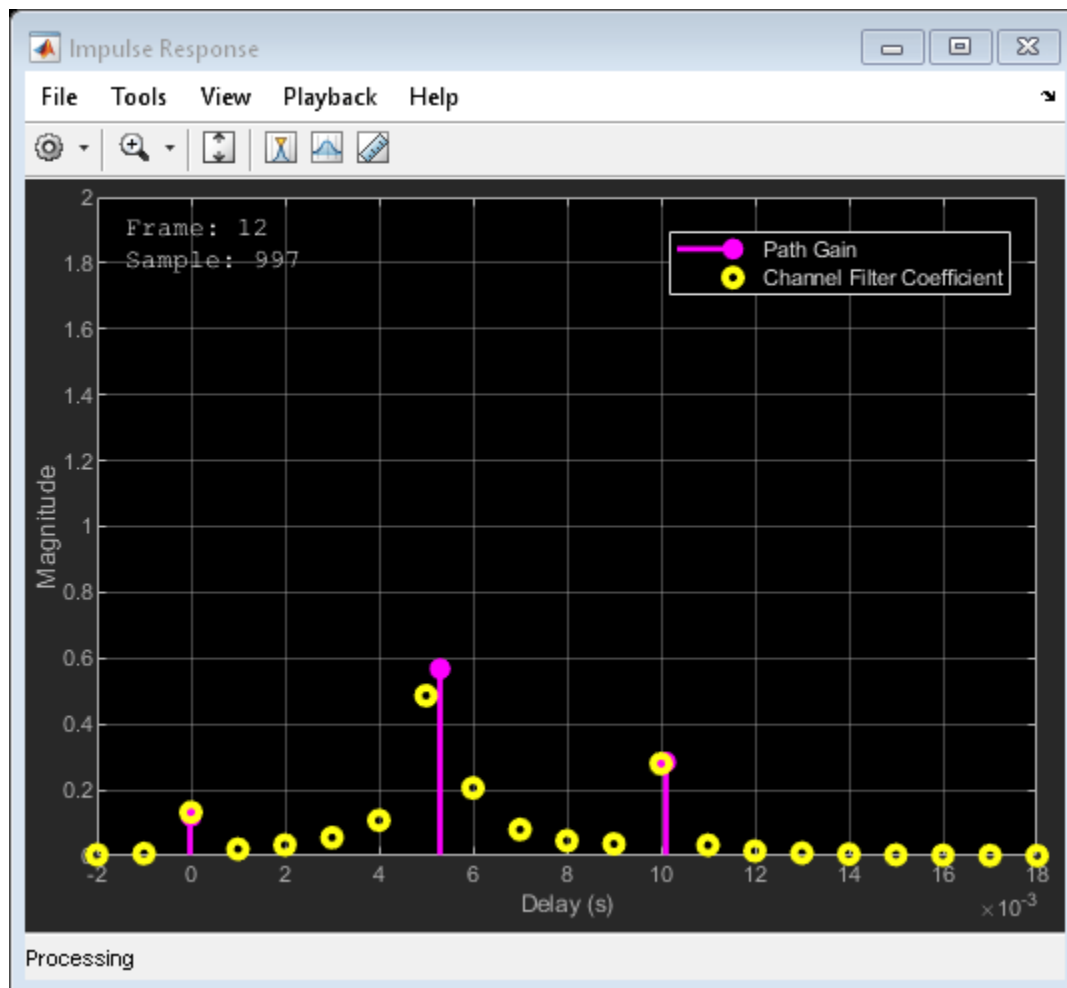 Impulse Response
File Tools View Playback Help
Frame: 12
Sample: 997
Path Gain
Channel Filter Coefficient
2
1.8
1.6
1.4
1.2
1
0.8
0.6
0.4
0.2
0
Magnitude
-2 0 2 4 6 8 10 12 14 16 18
Delay (s)
×10-3
Processing